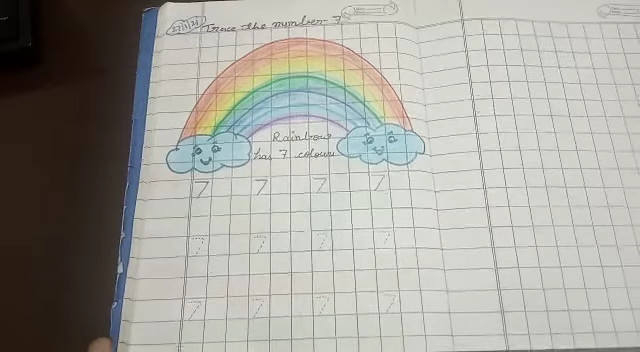 Trace the number 7
Rainbow
has 7 colours
7 7 7 7
7 7 7 7
7 7 7 7